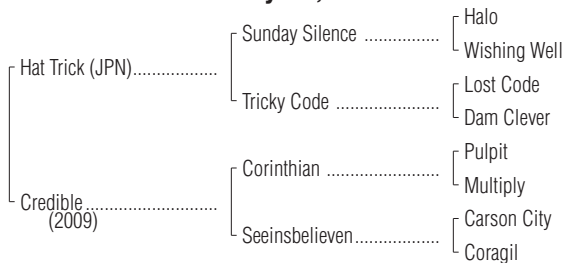 Halo
Sunday Silence ................
Wishing Well
Hat Trick (JPN)..................
Lost Code
Tricky Code ......................
Dam Clever
Pulpit
Corinthian ........................
Multiply
Credible............................
(2009)
Carson City
Seeinsbelieven..................
Coragil